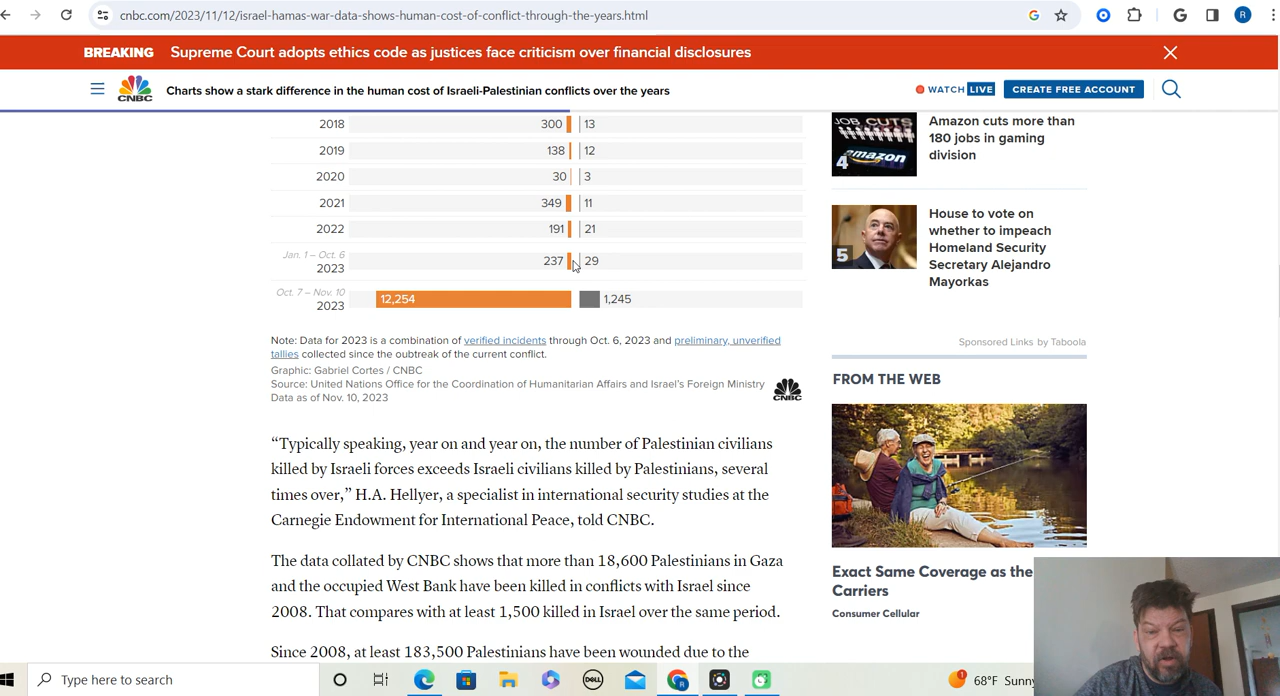 cnbc.com/2023/11/12/israel-hamas-war-data-shows-human-cost-of-conflict-through-the-years.html
G
R
BREAKING Supreme Court adopts ethics code as justices face criticism over financial disclosures
CNBC
Charts show a stark difference in the human cost of Israeli-Palestinian conflicts over the years
WATCH LIVE
CREATE FREE ACCOUNT
2018 300 13
2019 138 12
2020 30 3
2021 349 11
2022 191 21
Jan. 1 – Oct. 6
2023 237 29
Oct. 7 – Nov. 10
2023 12,254 1,245
Note: Data for 2023 is a combination of verified incidents through Oct. 6, 2023 and preliminary, unverified
tallies collected since the outbreak of the current conflict.
Graphic: Gabriel Cortes / CNBC
Source: United Nations Office for the Coordination of Humanitarian Affairs and Israel's Foreign Ministry
Data as of Nov. 10, 2023
CNBC
“Typically speaking, year on and year on, the number of Palestinian civilians
killed by Israeli forces exceeds Israeli civilians killed by Palestinians, several
times over,” H.A. Hellyer, a specialist in international security studies at the
Carnegie Endowment for International Peace, told CNBC.
The data collated by CNBC shows that more than 18,600 Palestinians in Gaza
and the occupied West Bank have been killed in conflicts with Israel since
2008. That compares with at least 1,500 killed in Israel over the same period.
Since 2008, at least 183,500 Palestinians have been wounded due to the
JOB CUTS
amazon
4
Amazon cuts more than
180 jobs in gaming
division
5
House to vote on
whether to impeach
Homeland Security
Secretary Alejandro
Mayorkas
Sponsored Links by Taboola
FROM THE WEB
Exact Same Coverage as the
Carriers
Consumer Cellular
Type here to search
DELL
R
1
68°F Sunny